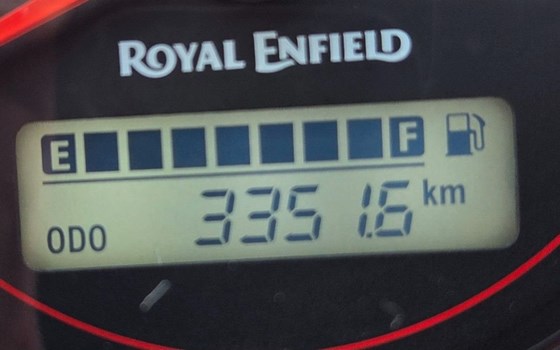 ROYAL ENFIELD
E F
ODO 3351.6 km